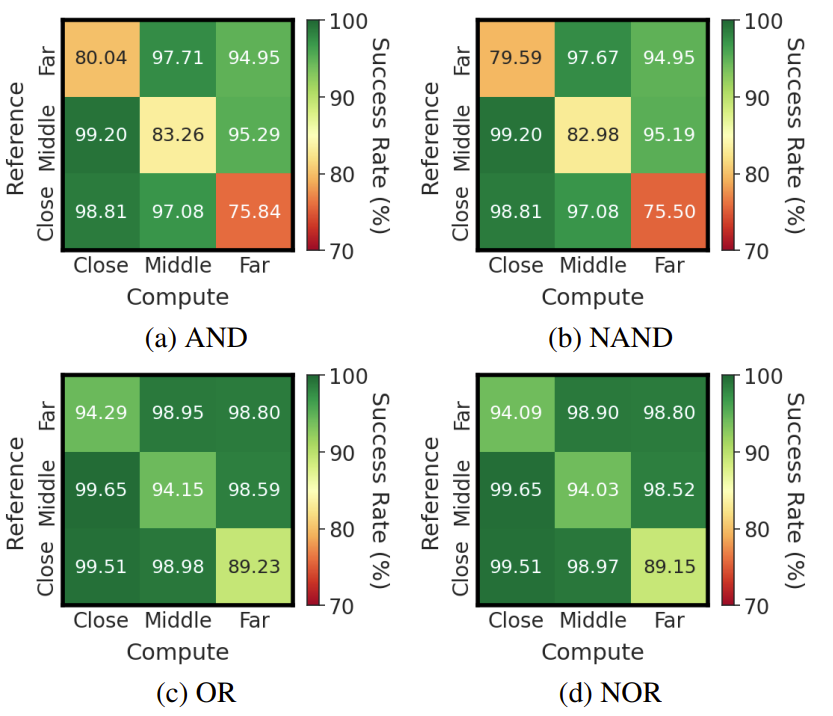 Reference
Far
Middle
Close
80.04 97.71 94.95
99.20 83.26 95.29
98.81 97.08 75.84
Close Middle Far
Compute
100
90
80
70
Success Rate (%)
(a) AND
Reference
Far
Middle
Close
79.59 97.67 94.95
99.20 82.98 95.19
98.81 97.08 75.50
Close Middle Far
Compute
100
90
80
70
Success Rate (%)
(b) NAND
Reference
Far
Middle
Close
94.29 98.95 98.80
99.65 94.15 98.59
99.51 98.98 89.23
Close Middle Far
Compute
100
90
80
70
Success Rate (%)
(c) OR
Reference
Far
Middle
Close
94.09 98.90 98.80
99.65 94.03 98.52
99.51 98.97 89.15
Close Middle Far
Compute
100
90
80
70
Success Rate (%)
(d) NOR